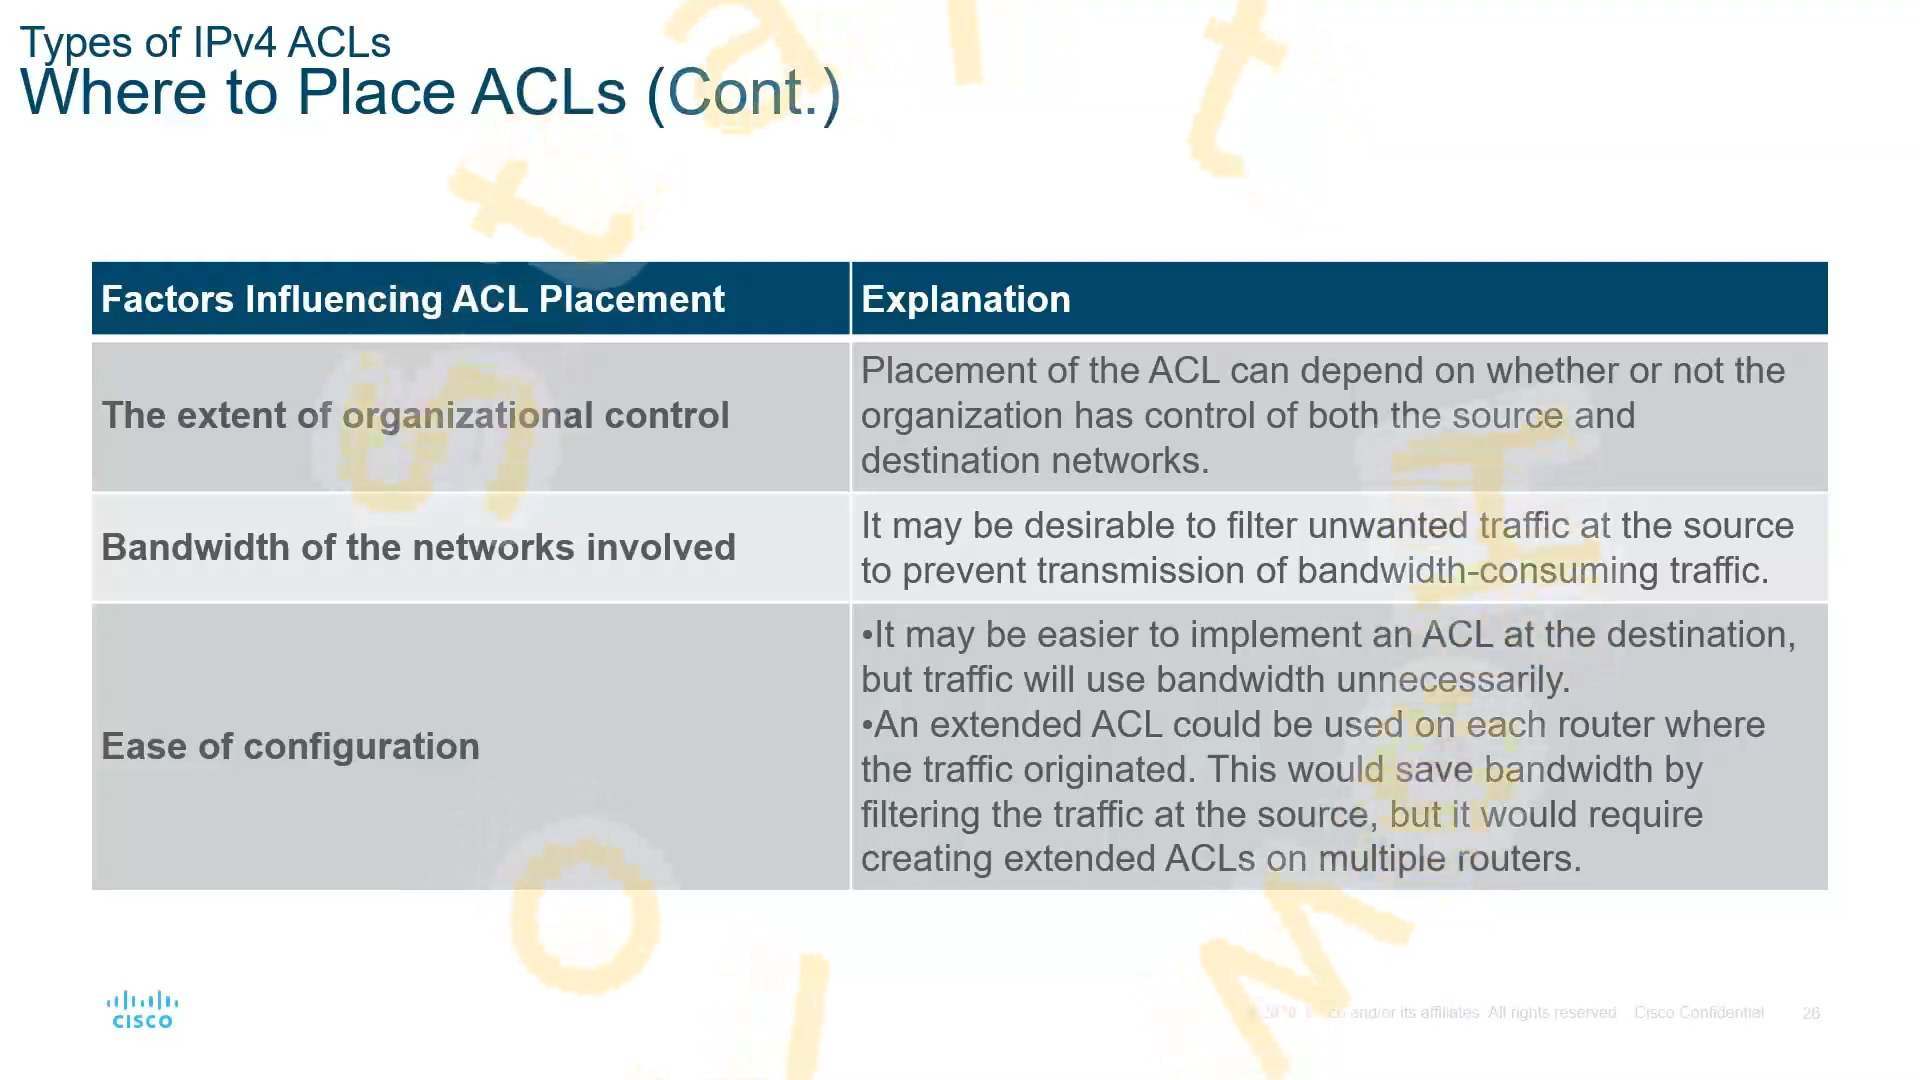 Types of IPv4 ACLs
Where to Place ACLs (Cont.)
Factors Influencing ACL Placement
Explanation
The extent of organizational control
Placement of the ACL can depend on whether or not the
organization has control of both the source and
destination networks.
Bandwidth of the networks involved
It may be desirable to filter unwanted traffic at the source
to prevent transmission of bandwidth-consuming traffic.
Ease of configuration
•It may be easier to implement an ACL at the destination,
but traffic will use bandwidth unnecessarily.
•An extended ACL could be used on each router where
the traffic originated. This would save bandwidth by
filtering the traffic at the source, but it would require
creating extended ACLs on multiple routers.
CISCO
and/or its affiliates. All rights reserved. Cisco Confidential
26